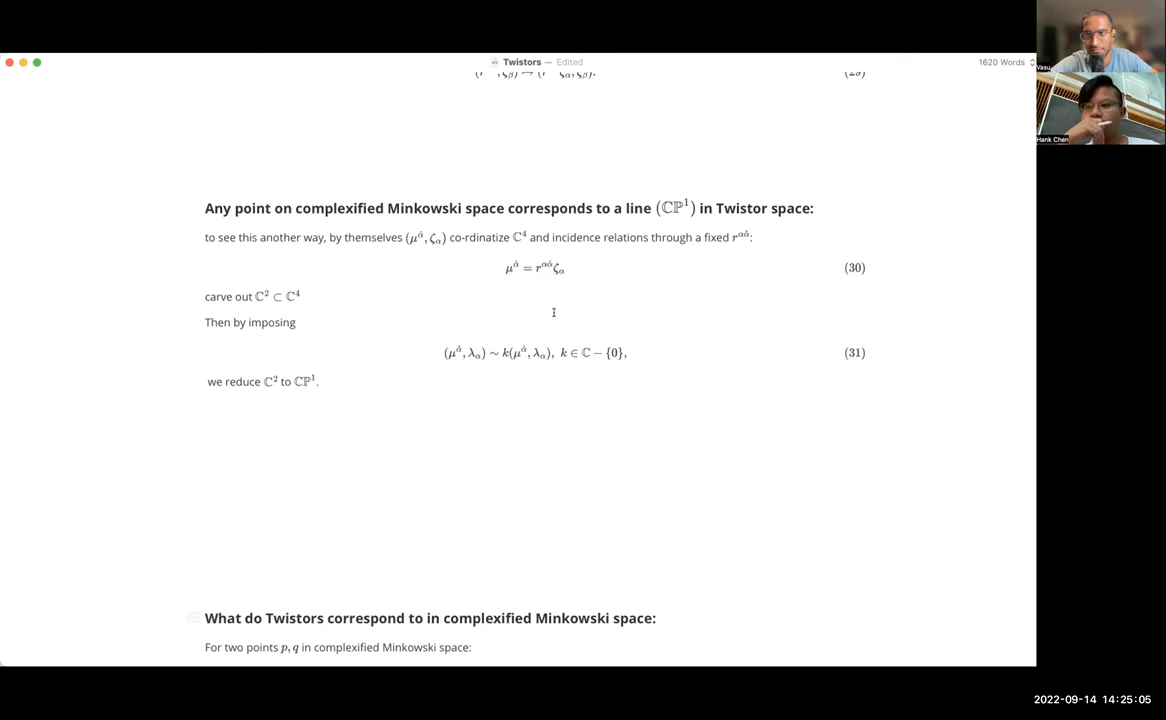 Twistors — Edited
1620 Words
Vasu
Hank Chen
Any point on complexified Minkowski space corresponds to a line (ℂℙ¹) in Twistor space:
to see this another way, by themselves (μ^α̇, ζ_α) co-rdinatize ℂ⁴ and incidence relations through a fixed r^αα̇:
μ^α̇ = r^αα̇ζ_α (30)
carve out ℂ² ⊂ ℂ⁴
Then by imposing
(μ^α̇, λ_α) ∼ k(μ^α̇, λ_α), k ∈ ℂ − {0}, (31)
we reduce ℂ² to ℂℙ¹.
What do Twistors correspond to in complexified Minkowski space:
For two points p, q in complexified Minkowski space:
2022-09-14 14:25:05